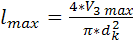 l_max = 4*V_3 max / π*d_k^2